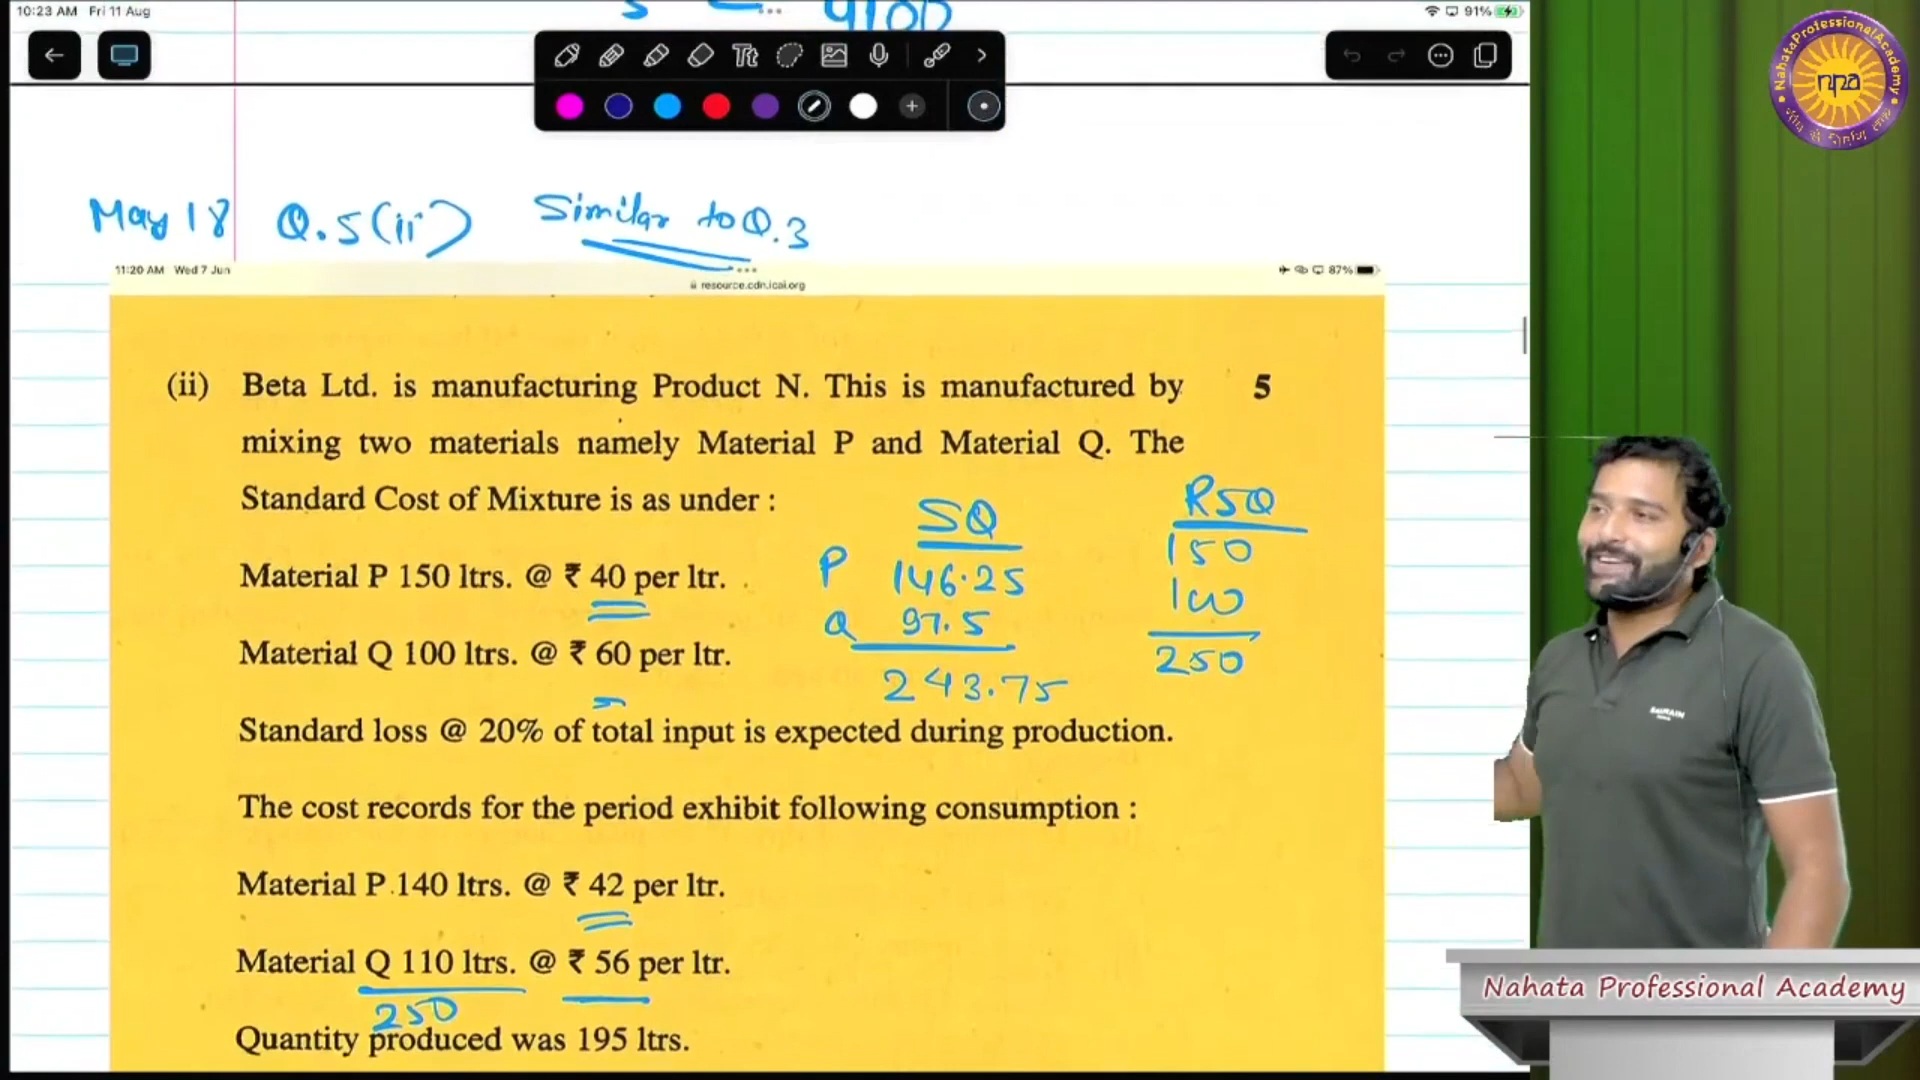 10:23 AM Fri 11 Aug
91%
9100
Tt
NahataProfessionalAcademy
npa
May 18 Q.5(ii) Similar to Q.3
11:20 AM Wed 7 Jun
87%
resource.cdn.icai.org
(ii) Beta Ltd. is manufacturing Product N. This is manufactured by 5
mixing two materials namely Material P and Material Q. The
Standard Cost of Mixture is as under :
SQ RSQ
Material P 150 ltrs. @ ₹ 40 per ltr.
P 146.25 150
Q 97.5 100
Material Q 100 ltrs. @ ₹ 60 per ltr.
243.75 250
Standard loss @ 20% of total input is expected during production.
The cost records for the period exhibit following consumption :
Material P 140 ltrs. @ ₹ 42 per ltr.
Material Q 110 ltrs. @ ₹ 56 per ltr.
250
Quantity produced was 195 ltrs.
Nahata Professional Academy